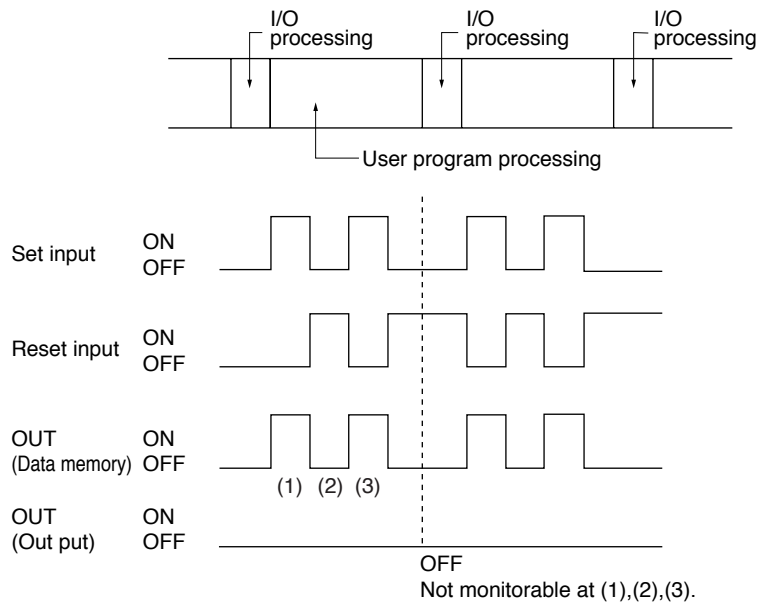 I/O
processing
I/O
processing
I/O
processing
User program processing
Set input
ON
OFF
Reset input
ON
OFF
OUT
(Data memory)
ON
OFF
(1) (2) (3)
OUT
(Out put)
ON
OFF
OFF
Not monitorable at (1),(2),(3).